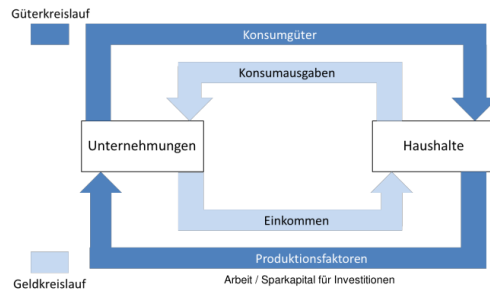 Güterkreislauf
Konsumgüter
Konsumausgaben
Unternehmungen
Haushalte
Einkommen
Produktionsfaktoren
Arbeit / Sparkapital für Investitionen
Geldkreislauf